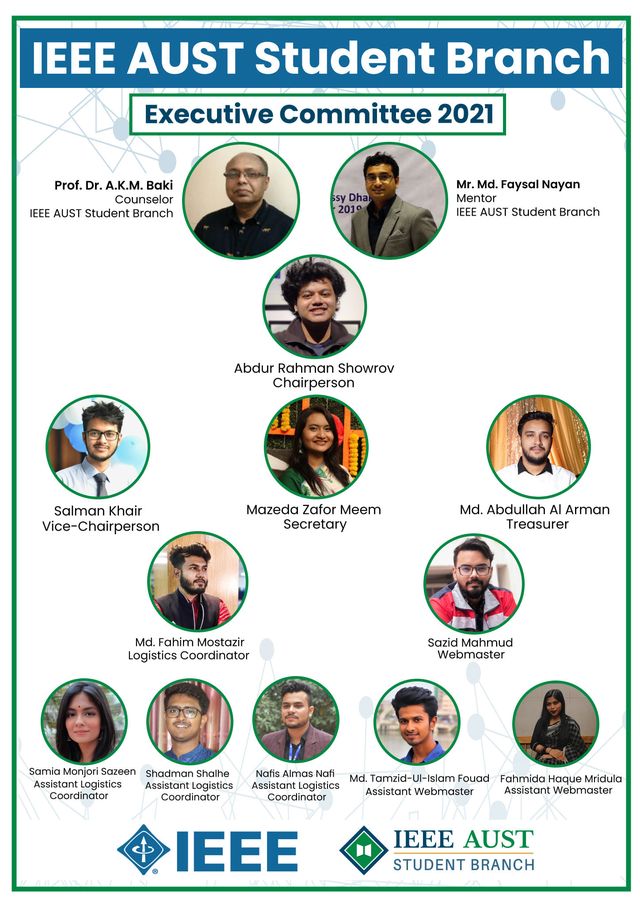 IEEE AUST Student Branch
Executive Committee 2021
Prof. Dr. A.K.M. Baki
Counselor
IEEE AUST Student Branch
Mr. Md. Faysal Nayan
Mentor
IEEE AUST Student Branch
Abdur Rahman Showrov
Chairperson
Salman Khair
Vice-Chairperson
Mazeda Zafor Meem
Secretary
Md. Abdullah Al Arman
Treasurer
Md. Fahim Mostazir
Logistics Coordinator
Sazid Mahmud
Webmaster
Samia Monjori Sazeen
Assistant Logistics
Coordinator
Shadman Shalhe
Assistant Logistics
Coordinator
Nafis Almas Nafi
Assistant Logistics
Coordinator
Md. Tamzid-Ul-Islam Fouad
Assistant Webmaster
Fahmida Haque Mridula
Assistant Webmaster
IEEE
®
IEEE AUST
STUDENT BRANCH